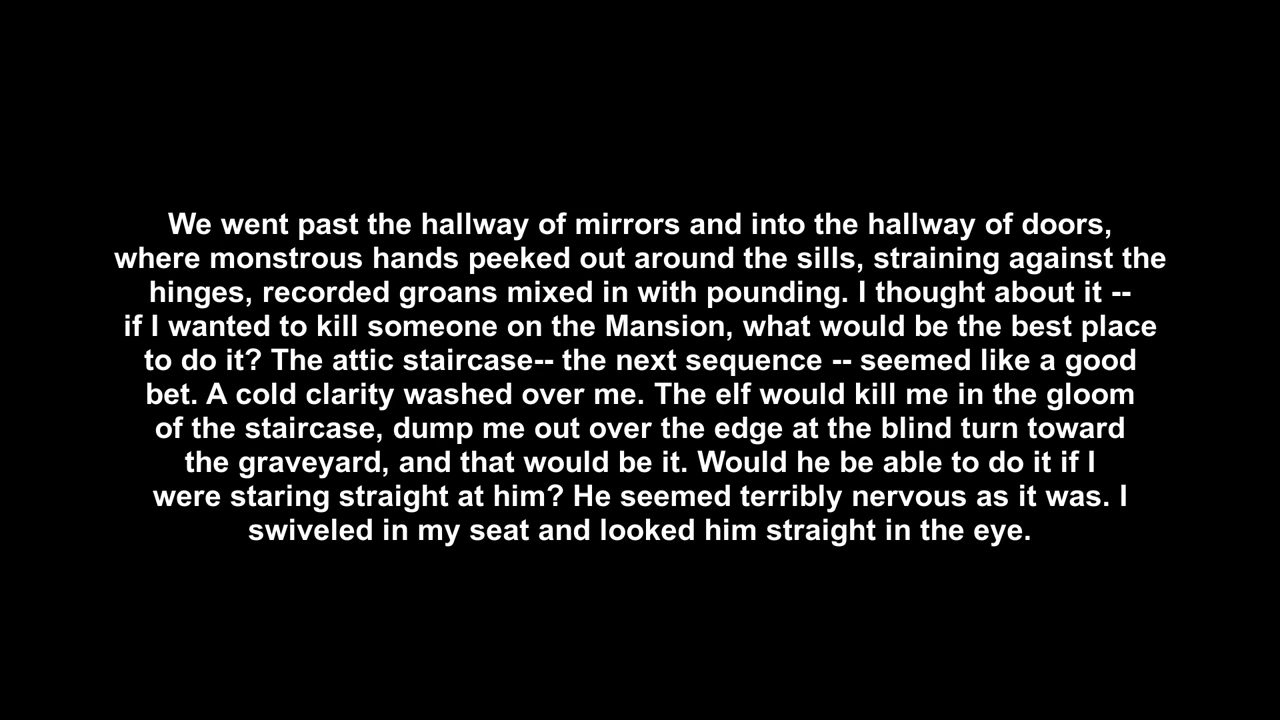 We went past the hallway of mirrors and into the hallway of doors,
where monstrous hands peeked out around the sills, straining against the
hinges, recorded groans mixed in with pounding. I thought about it --
if I wanted to kill someone on the Mansion, what would be the best place
to do it? The attic staircase-- the next sequence -- seemed like a good
bet. A cold clarity washed over me. The elf would kill me in the gloom
of the staircase, dump me out over the edge at the blind turn toward
the graveyard, and that would be it. Would he be able to do it if I
were staring straight at him? He seemed terribly nervous as it was. I
swiveled in my seat and looked him straight in the eye.